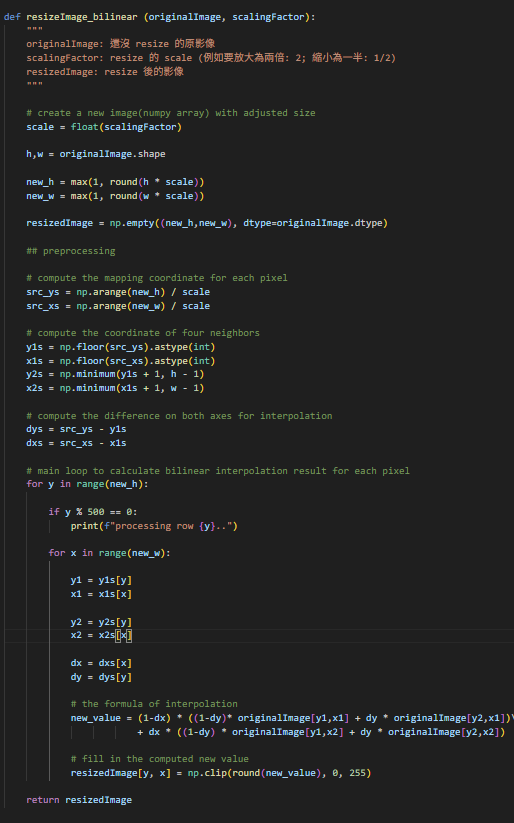 def resizeImage_bilinear (originalImage, scalingFactor):
"""
originalImage: 還沒 resize 的原影像
scalingFactor: resize 的 scale (例如要放大為兩倍: 2; 縮小為一半: 1/2)
resizedImage: resize 後的影像
"""
# create a new image(numpy array) with adjusted size
scale = float(scalingFactor)
h,w = originalImage.shape
new_h = max(1, round(h * scale))
new_w = max(1, round(w * scale))
resizedImage = np.empty((new_h,new_w), dtype=originalImage.dtype)
## preprocessing
# compute the mapping coordinate for each pixel
src_ys = np.arange(new_h) / scale
src_xs = np.arange(new_w) / scale
# compute the coordinate of four neighbors
y1s = np.floor(src_ys).astype(int)
x1s = np.floor(src_xs).astype(int)
y2s = np.minimum(y1s + 1, h - 1)
x2s = np.minimum(x1s + 1, w - 1)
# compute the difference on both axes for interpolation
dys = src_ys - y1s
dxs = src_xs - x1s
# main loop to calculate bilinear interpolation result for each pixel
for y in range(new_h):
if y % 500 == 0:
print(f"processing row {y}..")
for x in range(new_w):
y1 = y1s[y]
x1 = x1s[x]
y2 = y2s[y]
x2 = x2s[x]
dx = dxs[x]
dy = dys[y]
# the formula of interpolation
new_value = (1-dx) * ((1-dy)* originalImage[y1,x1] + dy * originalImage[y2,x1])\
+ dx * ((1-dy) * originalImage[y1,x2] + dy * originalImage[y2,x2])
# fill in the computed new value
resizedImage[y, x] = np.clip(round(new_value), 0, 255)
return resizedImage